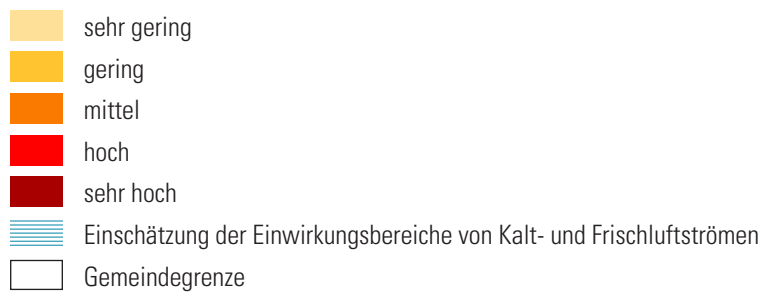 sehr gering
gering
mittel
hoch
sehr hoch
Einschätzung der Einwirkungsbereiche von Kalt- und Frischluftströmen
Gemeindegrenze